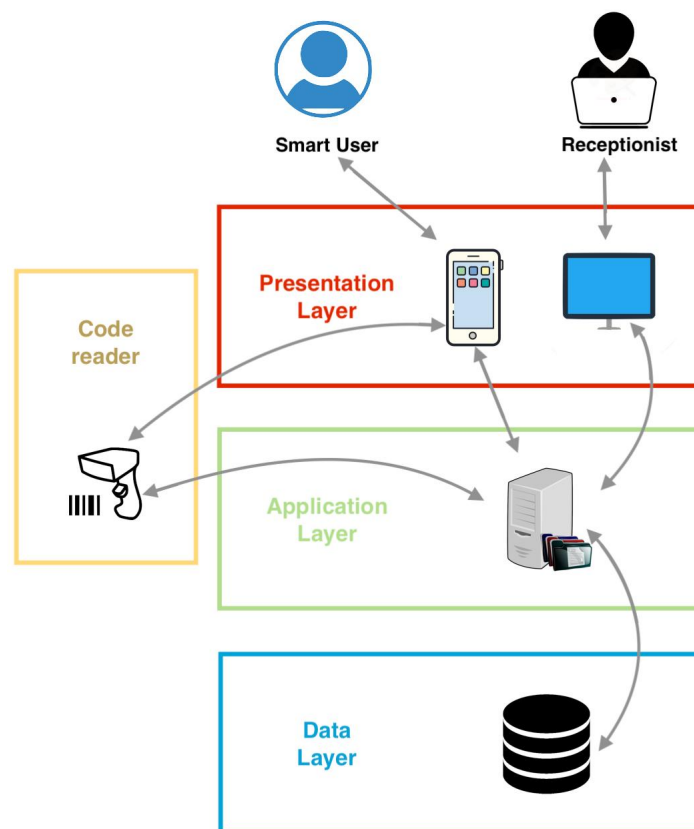 Smart User
Receptionist
Presentation
Layer
Code
reader
Application
Layer
Data
Layer